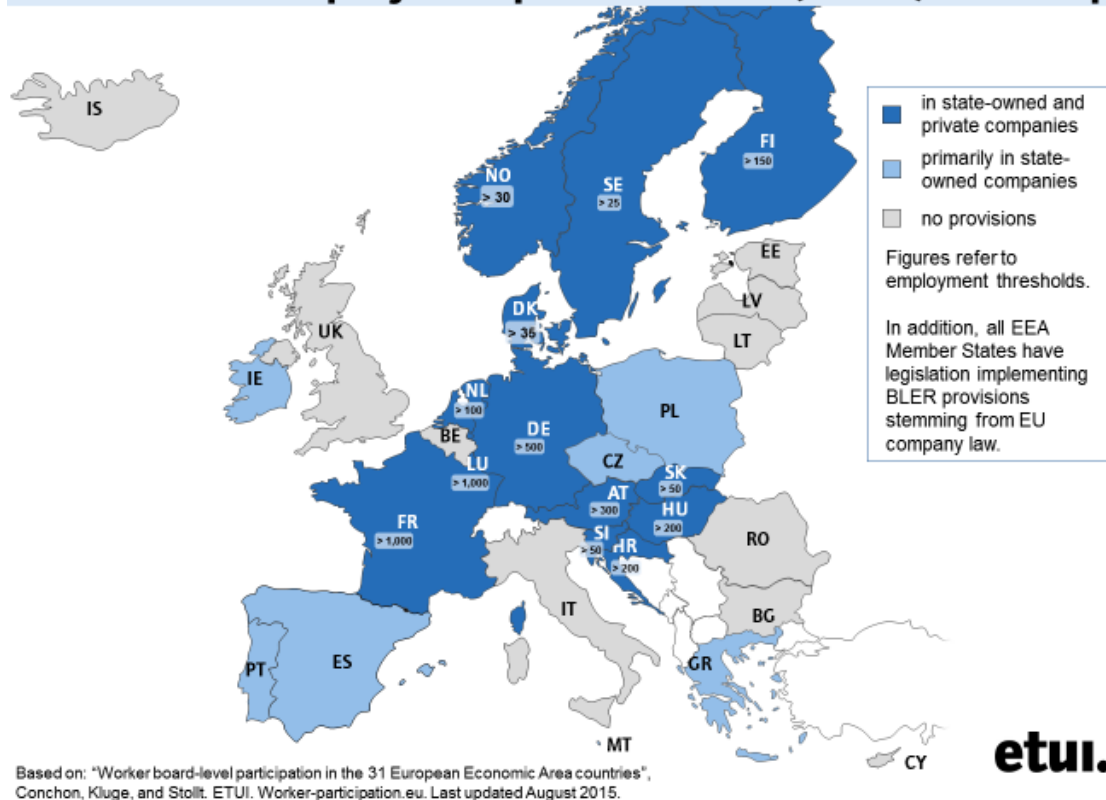 IS
in state-owned and
private companies
primarily in state-
owned companies
no provisions
Figures refer to
employment thresholds.
In addition, all EEA
Member States have
legislation implementing
BLER provisions
stemming from EU
company law.
FI
> 150
NO
> 30
SE
> 25
EE
LV
LT
DK
> 35
UK
IE
NL
> 100
BE
DE
> 500
PL
LU
> 1,000
CZ
SK
> 50
AT
> 300
HU
> 200
FR
> 1,000
SI
> 50
HR
> 200
RO
IT
BG
PT
ES
GR
MT
CY
etui.
Based on: “Worker board-level participation in the 31 European Economic Area countries”,
Conchon, Kluge, and Stollt. ETUI. Worker-participation.eu. Last updated August 2015.